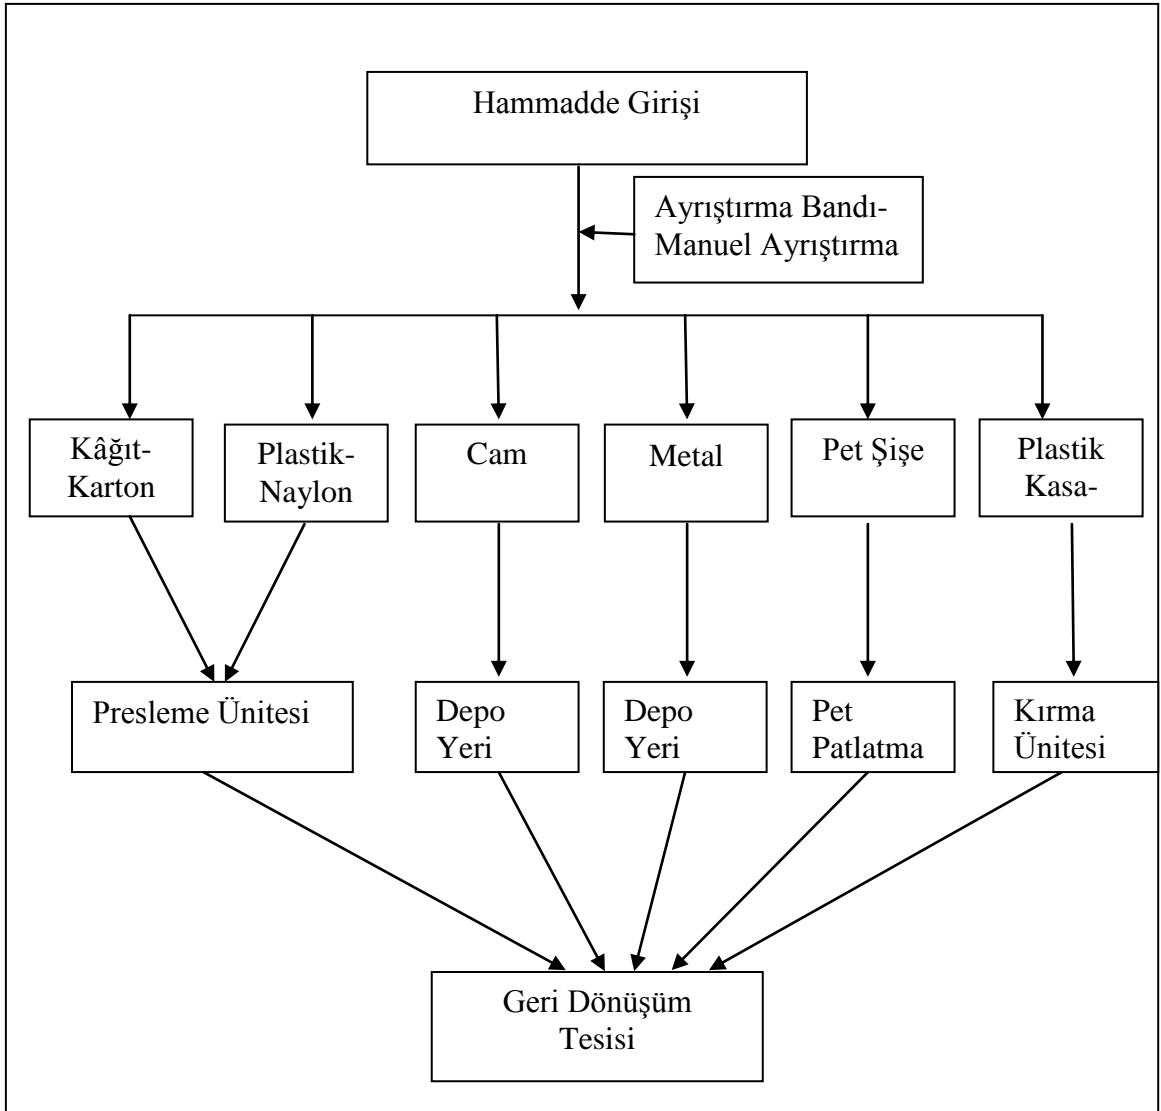 Hammadde Girişi
Ayrıştırma Bandı-
Manuel Ayrıştırma
Kâğıt-
Karton
Plastik-
Naylon
Cam
Metal
Pet Şişe
Plastik
Kasa-
Presleme Ünitesi
Depo
Yeri
Depo
Yeri
Pet
Patlatma
Kırma
Ünitesi
Geri Dönüşüm
Tesisi